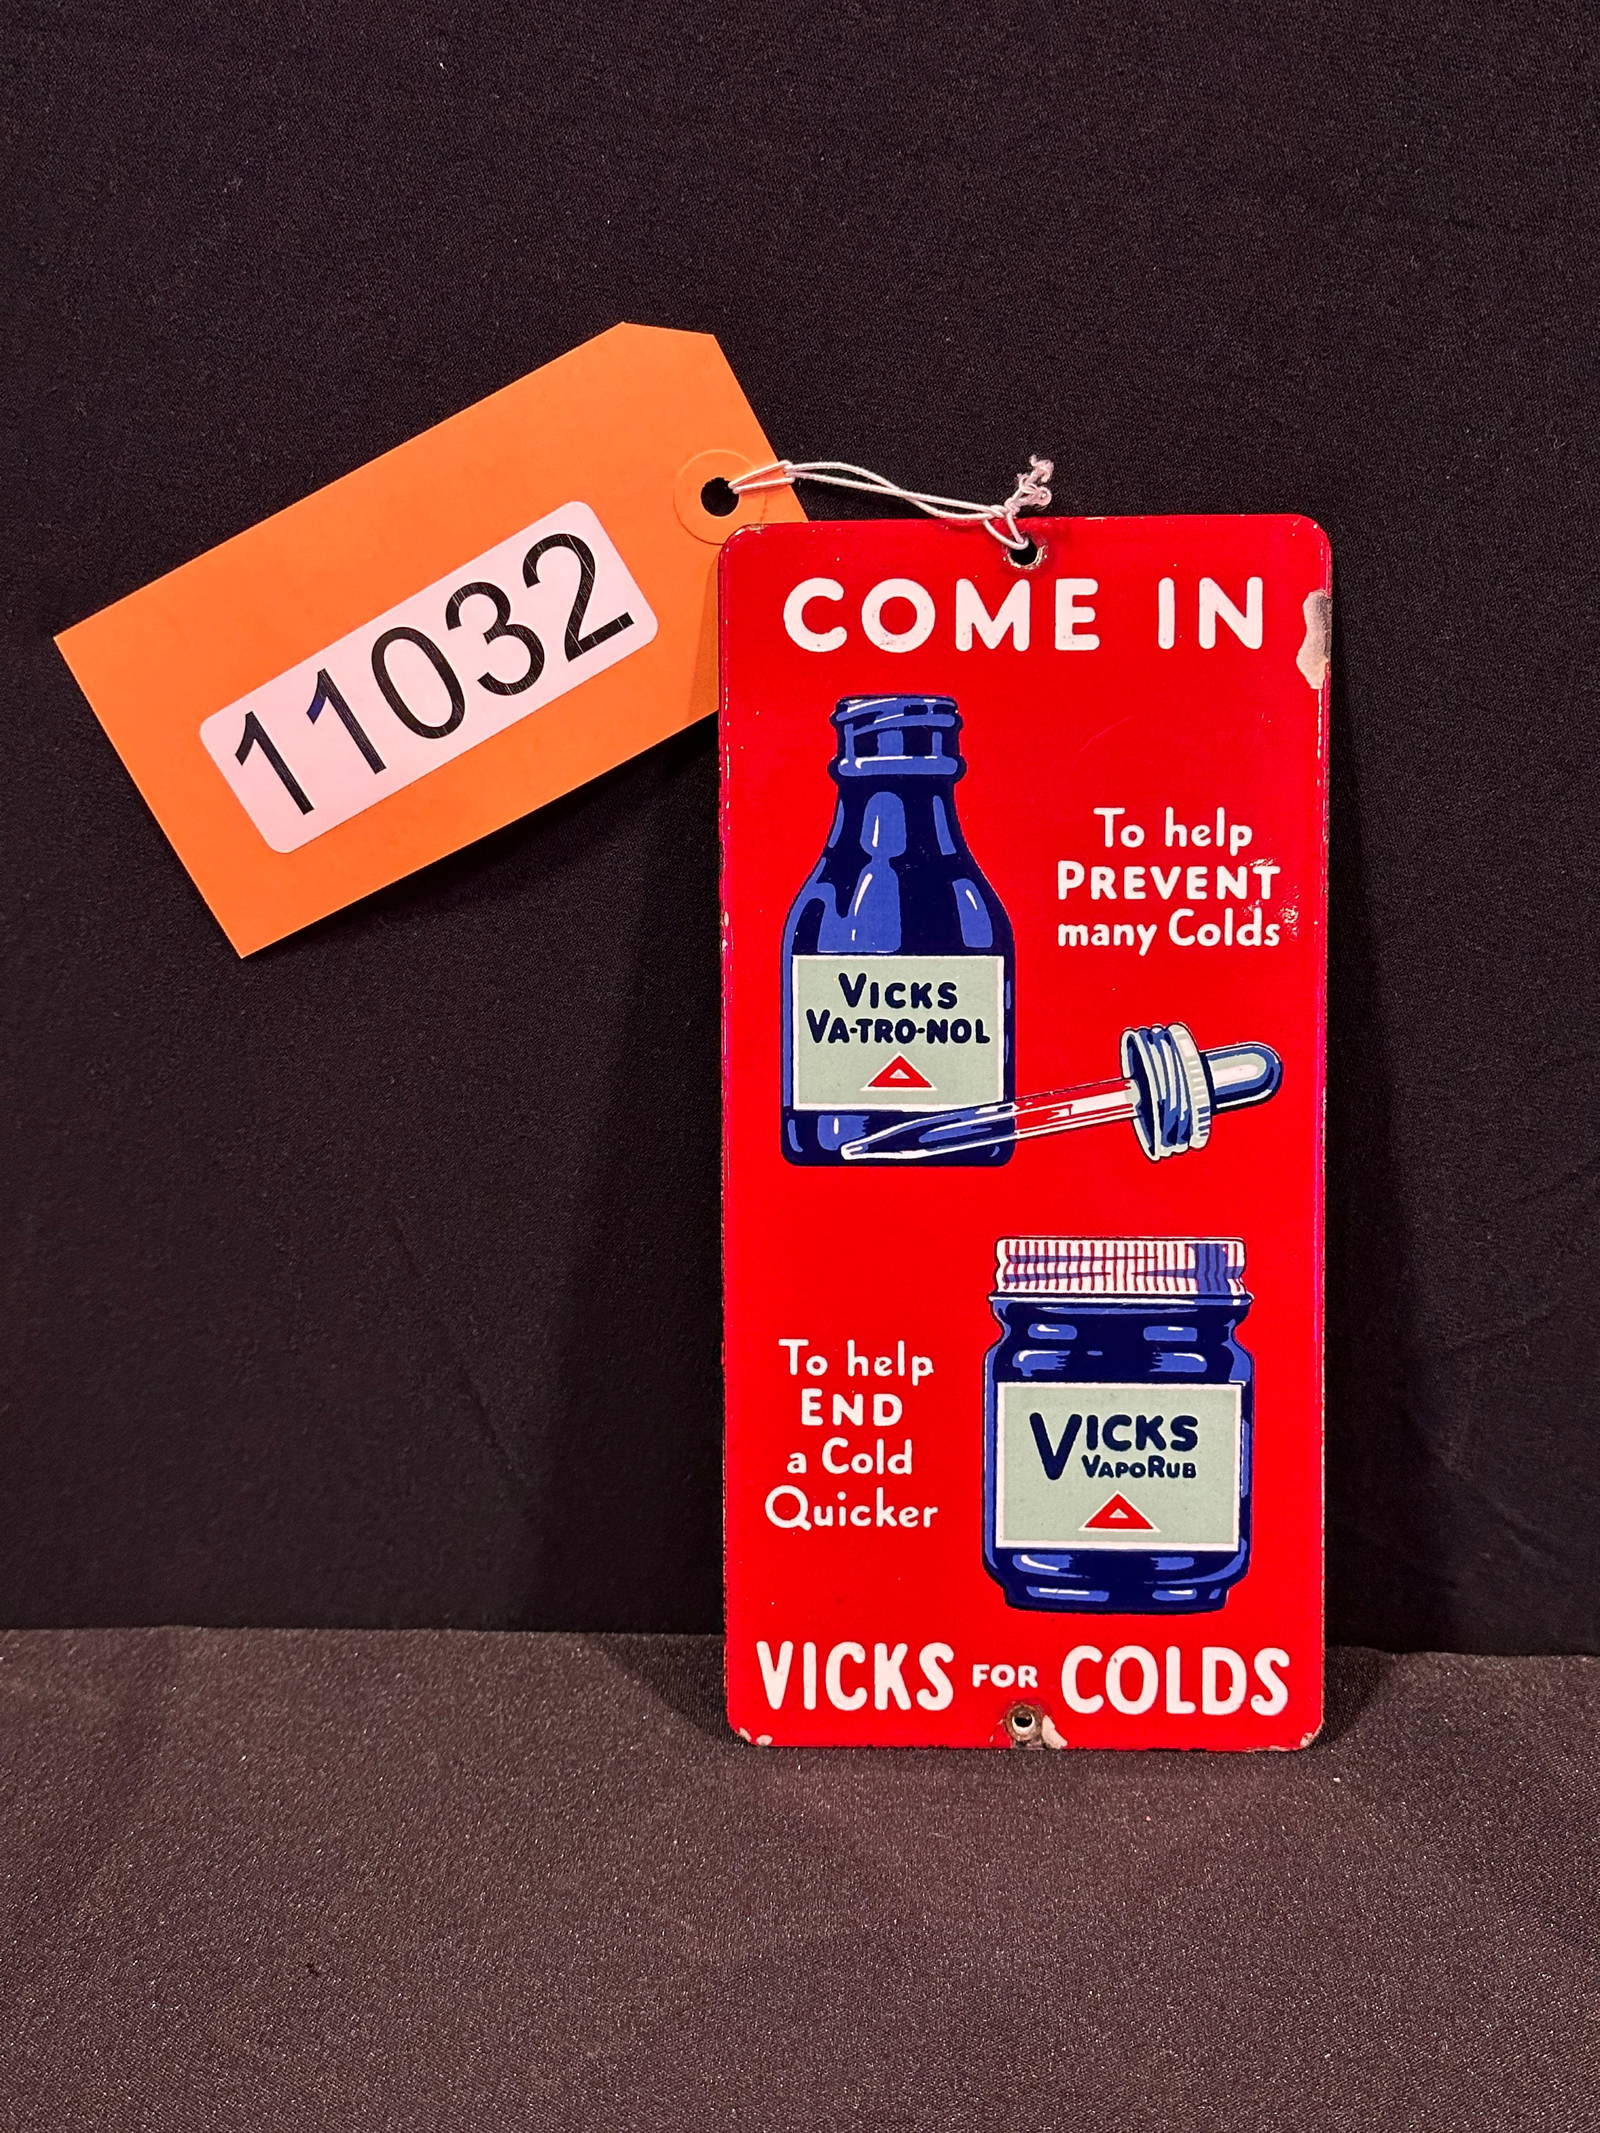 11032
COME IN
To help
PREVENT
many Colds
VICKS
VA-TRO-NOL
To help
END
a Cold
Quicker
VICKS
VAPORUB
VICKS FOR COLDS